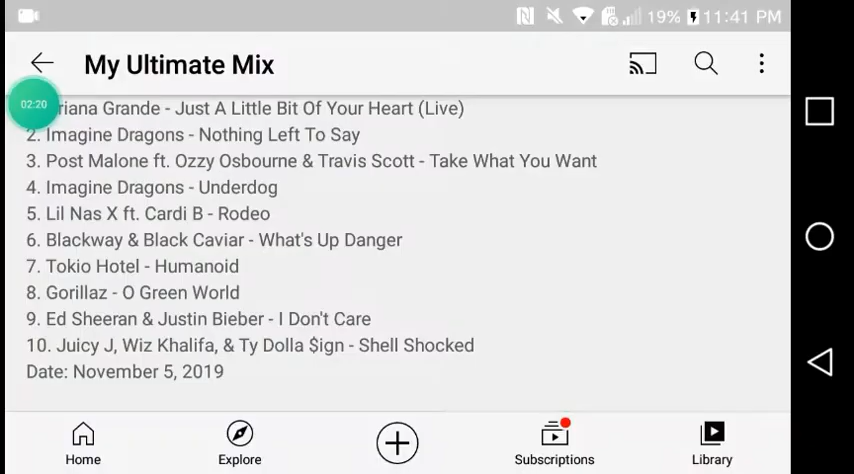 19% 11:41 PM
My Ultimate Mix
02:20
riana Grande - Just A Little Bit Of Your Heart (Live)
2. Imagine Dragons - Nothing Left To Say
3. Post Malone ft. Ozzy Osbourne & Travis Scott - Take What You Want
4. Imagine Dragons - Underdog
5. Lil Nas X ft. Cardi B - Rodeo
6. Blackway & Black Caviar - What's Up Danger
7. Tokio Hotel - Humanoid
8. Gorillaz - O Green World
9. Ed Sheeran & Justin Bieber - I Don't Care
10. Juicy J, Wiz Khalifa, & Ty Dolla $ign - Shell Shocked
Date: November 5, 2019
Home Explore Subscriptions Library